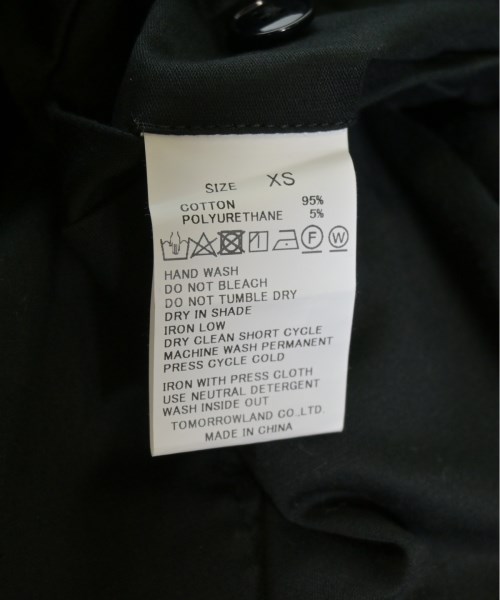 SIZE XS
COTTON 95%
POLYURETHANE 5%
F W
HAND WASH
DO NOT BLEACH
DO NOT TUMBLE DRY
DRY IN SHADE
IRON LOW
DRY CLEAN SHORT CYCLE
MACHINE WASH PERMANENT
PRESS CYCLE COLD
IRON WITH PRESS CLOTH
USE NEUTRAL DETERGENT
WASH INSIDE OUT
TOMORROWLAND CO.,LTD.
MADE IN CHINA